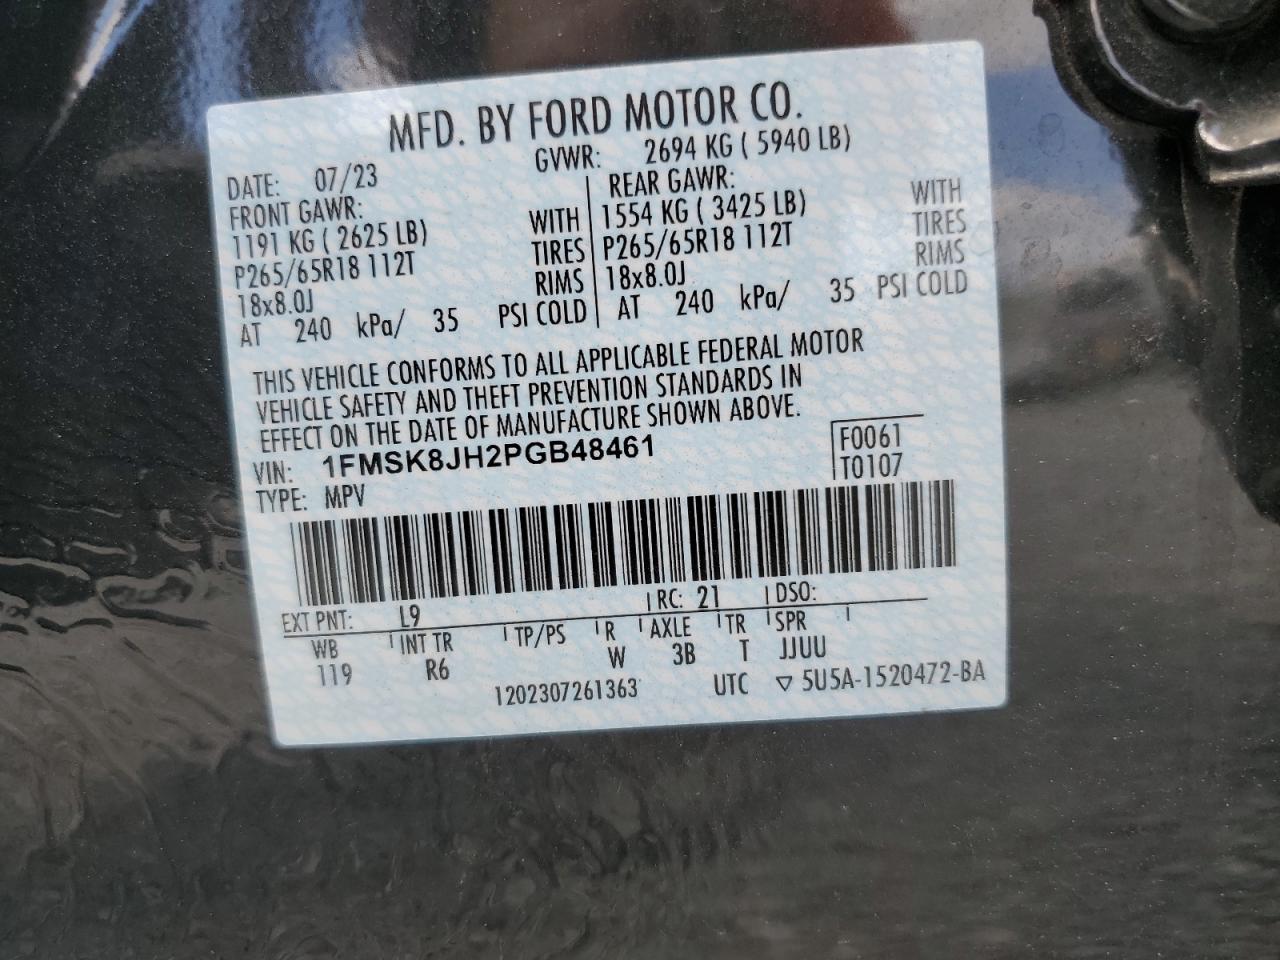 MFD. BY FORD MOTOR CO.
DATE: 07/23 GVWR: 2694 KG ( 5940 LB)
FRONT GAWR: REAR GAWR:
1191 KG ( 2625 LB) WITH 1554 KG ( 3425 LB) WITH
P265/65R18 112T TIRES P265/65R18 112T TIRES
18x8.0J RIMS 18x8.0J RIMS
AT 240 kPa/ 35 PSI COLD AT 240 kPa/ 35 PSI COLD
THIS VEHICLE CONFORMS TO ALL APPLICABLE FEDERAL MOTOR
VEHICLE SAFETY AND THEFT PREVENTION STANDARDS IN
EFFECT ON THE DATE OF MANUFACTURE SHOWN ABOVE.
VIN: 1FMSK8JH2PGB48461 F0061
TYPE: MPV T0107
EXT PNT: L9 RC: 21 DSO:
WB INT TR TP/PS R AXLE TR SPR
119 R6 W 3B T JJUU
1202307261363 UTC ▽ 5U5A-1520472-BA